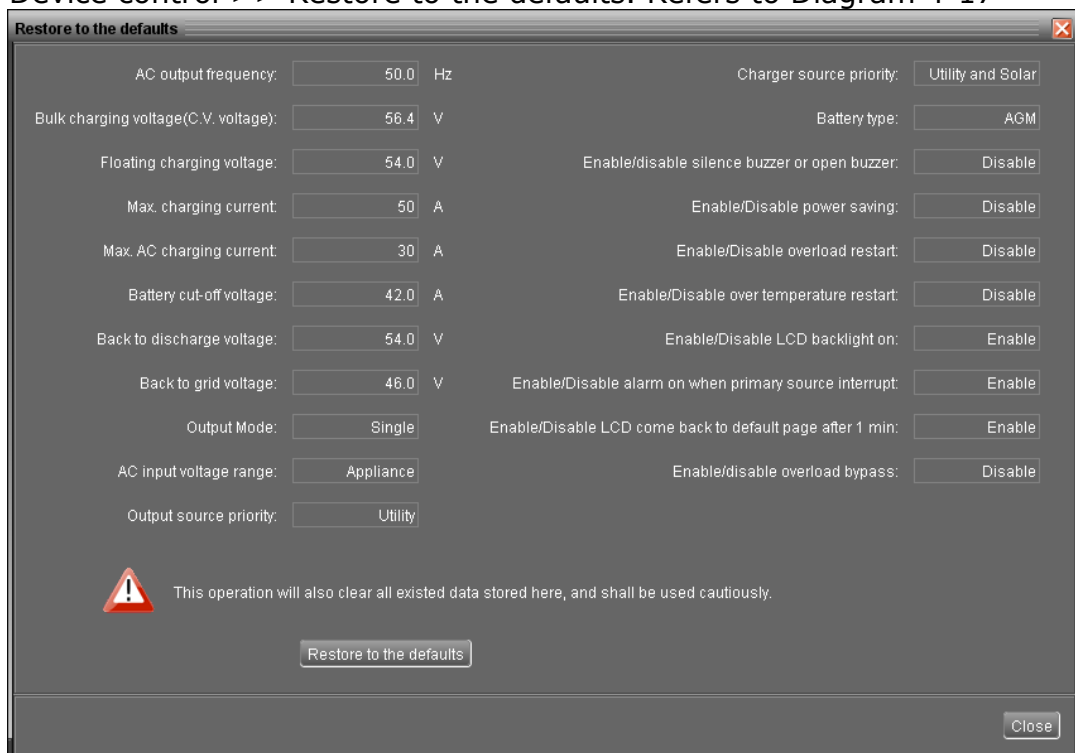 Device control >> Restore to the defaults. Refers to Diagram 4-17
Restore to the defaults
AC output frequency: 50.0 Hz Charger source priority: Utility and Solar
Bulk charging voltage(C.V. voltage): 56.4 V Battery type: AGM
Floating charging voltage: 54.0 V Enable/disable silence buzzer or open buzzer: Disable
Max. charging current: 50 A Enable/Disable power saving: Disable
Max. AC charging current: 30 A Enable/Disable overload restart: Disable
Battery cut-off voltage: 42.0 A Enable/Disable over temperature restart: Disable
Back to discharge voltage: 54.0 V Enable/Disable LCD backlight on: Enable
Back to grid voltage: 46.0 V Enable/Disable alarm on when primary source interrupt: Enable
Output Mode: Single Enable/Disable LCD come back to default page after 1 min: Enable
AC input voltage range: Appliance Enable/disable overload bypass: Disable
Output source priority: Utility
This operation will also clear all existed data stored here, and shall be used cautiously.
Restore to the defaults
Close